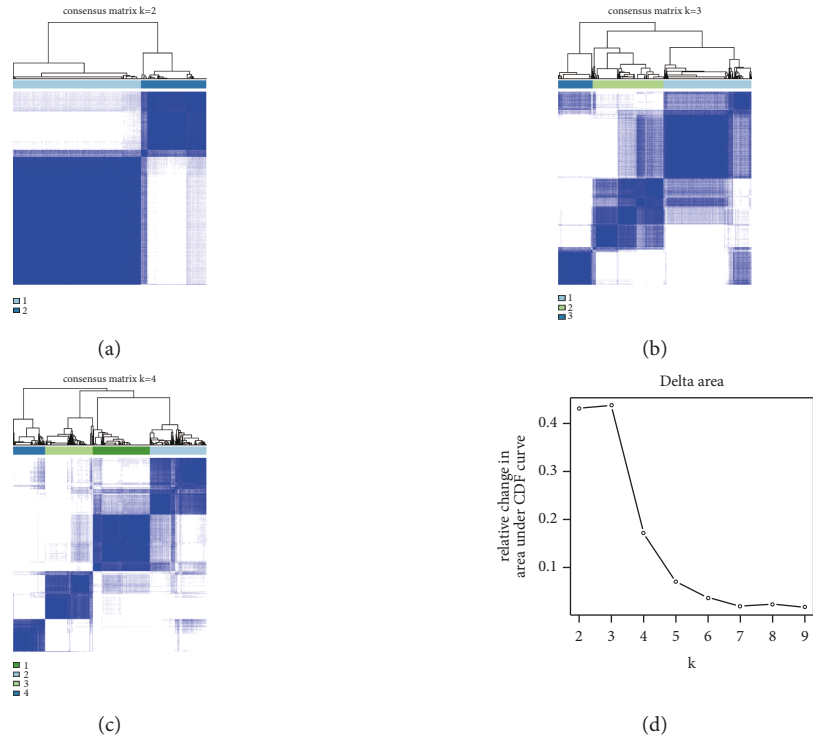 consensus matrix k=2
1
2
(a)
consensus matrix k=3
1
2
3
(b)
consensus matrix k=4
1
2
3
4
(c)
Delta area
relative change in
area under CDF curve
0.4
0.3
0.2
0.1
2 3 4 5 6 7 8 9
k
(d)